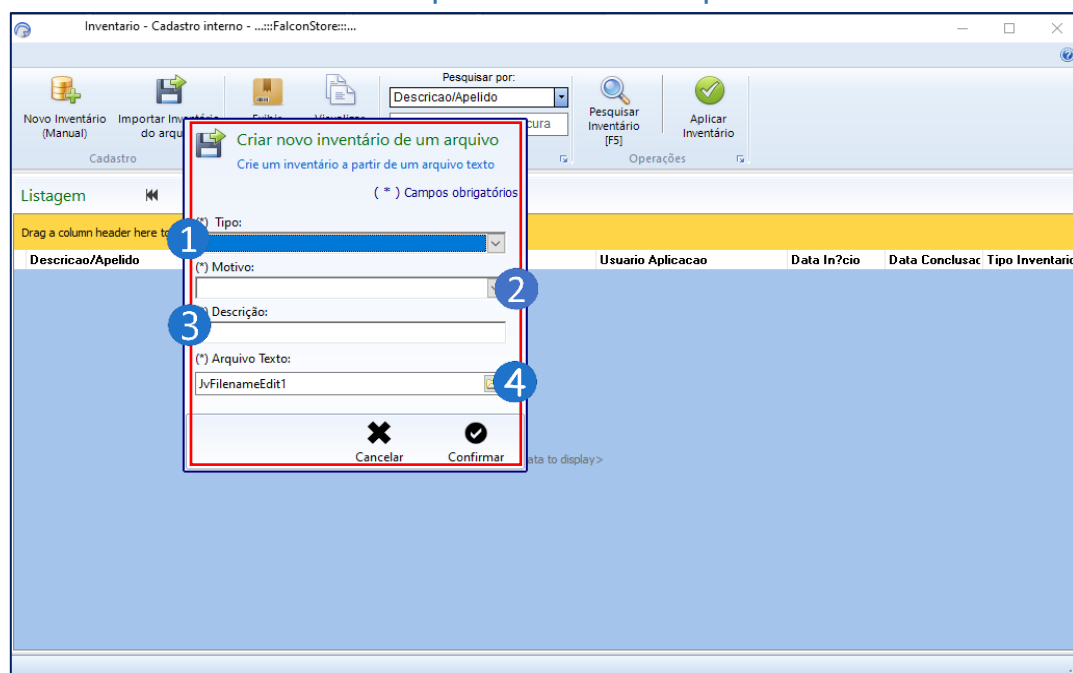 Inventario - Cadastro interno - ...:::FalconStore:::...
Pesquisar por:
Descricao/Apelido
Novo Inventário (Manual)
Importar
do arqu
cura
Pesquisar Inventário [F5]
Aplicar Inventário
Cadastro
Operações
Criar novo inventário de um arquivo
Crie um inventário a partir de um arquivo texto
( * ) Campos obrigatórios
Listagem
Drag a column header here to
Descricao/Apelido
Usuario Aplicacao
Data In?cio
Data Conclusac
Tipo Inventario
(*) Tipo:
1
(*) Motivo:
2
Descrição:
3
(*) Arquivo Texto:
JvFilenameEdit1
4
Cancelar
Confirmar
ata to display>